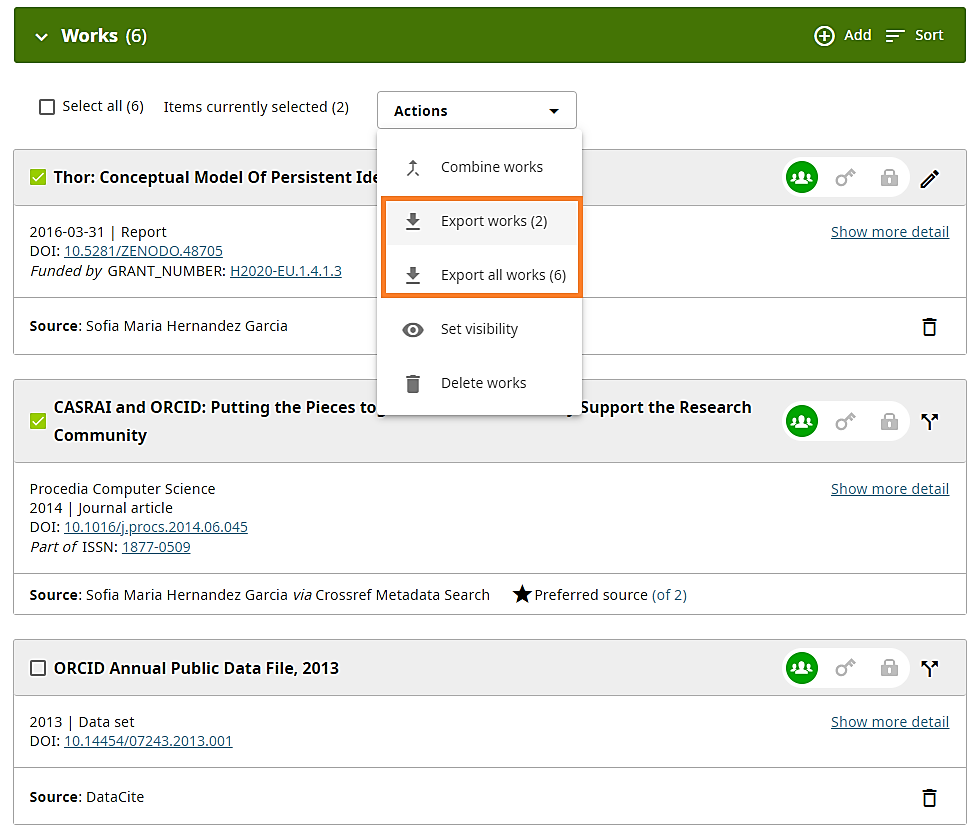 Works (6)
Add
Sort
Select all (6)
Items currently selected (2)
Actions
Combine works
Export works (2)
Export all works (6)
Set visibility
Delete works
Thor: Conceptual Model Of Persistent
2016-03-31 | Report
Show more detail
DOI: 10.5281/ZENODO.48705
Funded by GRANT_NUMBER: H2020-EU.1.4.1.3
Source: Sofia Maria Hernandez Garcia
CASRAI and ORCID: Putting the Pieces Support the Research
Community
Procedia Computer Science
Show more detail
2014 | Journal article
DOI: 10.1016/j.procs.2014.06.045
Part of ISSN: 1877-0509
Source: Sofia Maria Hernandez Garcia via Crossref Metadata Search
Preferred source (of 2)
ORCID Annual Public Data File, 2013
2013 | Data set
Show more detail
DOI: 10.14454/07243.2013.001
Source: DataCite